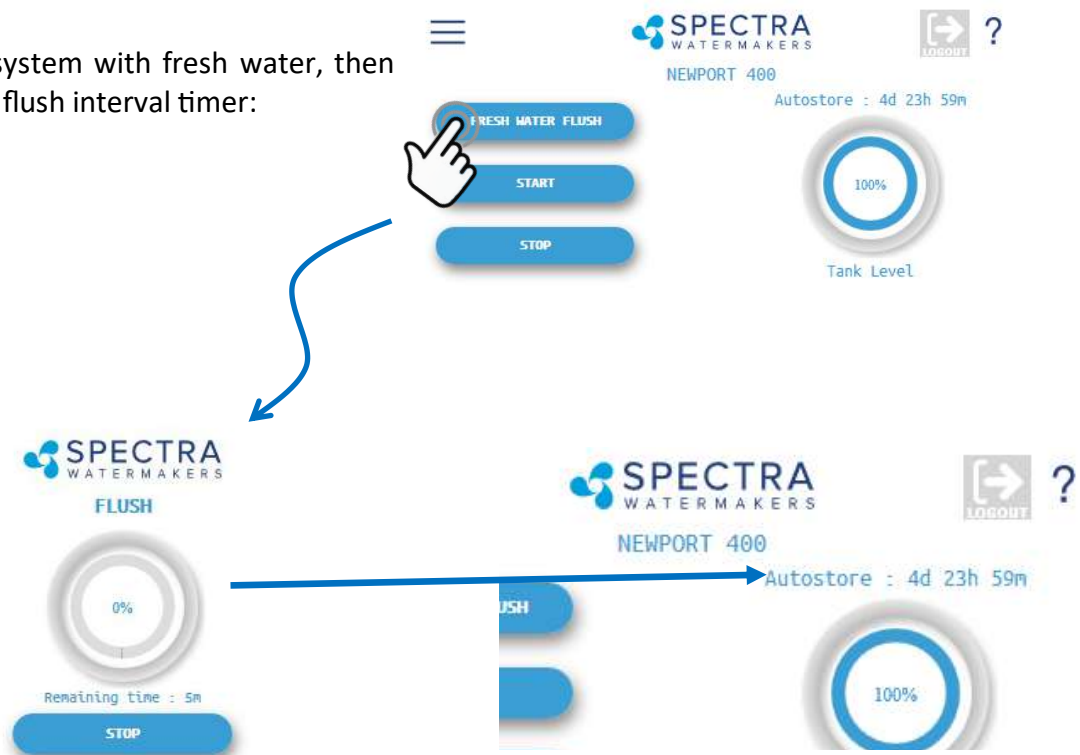 system with fresh water, then
flush interval timer:
SPECTRA
WATERMAKERS
LOGOUT
?
NEWPORT 400
Autostore : 4d 23h 59m
FRESH WATER FLUSH
START
100%
STOP
Tank Level
SPECTRA
WATERMAKERS
FLUSH
0%
Remaining time : 5m
STOP
SPECTRA
WATERMAKERS
LOGOUT
?
NEWPORT 400
Autostore : 4d 23h 59m
USH
100%